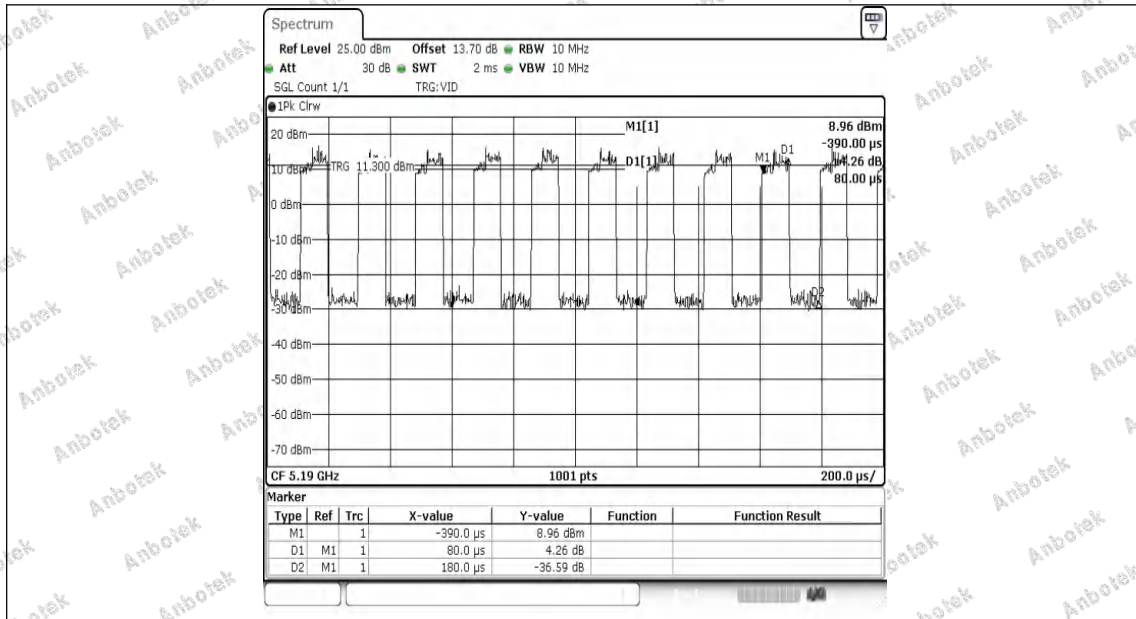 Spectrum
Ref Level 25.00 dBm Offset 13.70 dB RBW 10 MHz
Att 30 dB SWT 2 ms VBW 10 MHz
SGL Count 1/1 TRG:VID
1Pk Clrw
M1[1] 8.96 dBm
-390.00 µs
D1[1] 4.26 dB
80.00 µs
20 dBm
10 dBm
TRG 11.300 dBm
M1
D1
0 dBm
-10 dBm
-20 dBm
D2
-30 dBm
-40 dBm
-50 dBm
-60 dBm
-70 dBm
CF 5.19 GHz 1001 pts 200.0 µs/
Marker
Type Ref Trc X-value Y-value Function Function Result
M1 1 -390.0 µs 8.96 dBm
D1 M1 1 80.0 µs 4.26 dB
D2 M1 1 180.0 µs -36.59 dB
Anbotek